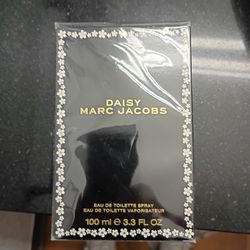 DAISY
MARC JACOBS
EAU DE TOILETTE SPRAY
EAU DE TOILETTE VAPORISATEUR
100 ml ℮ 3.3 FL OZ